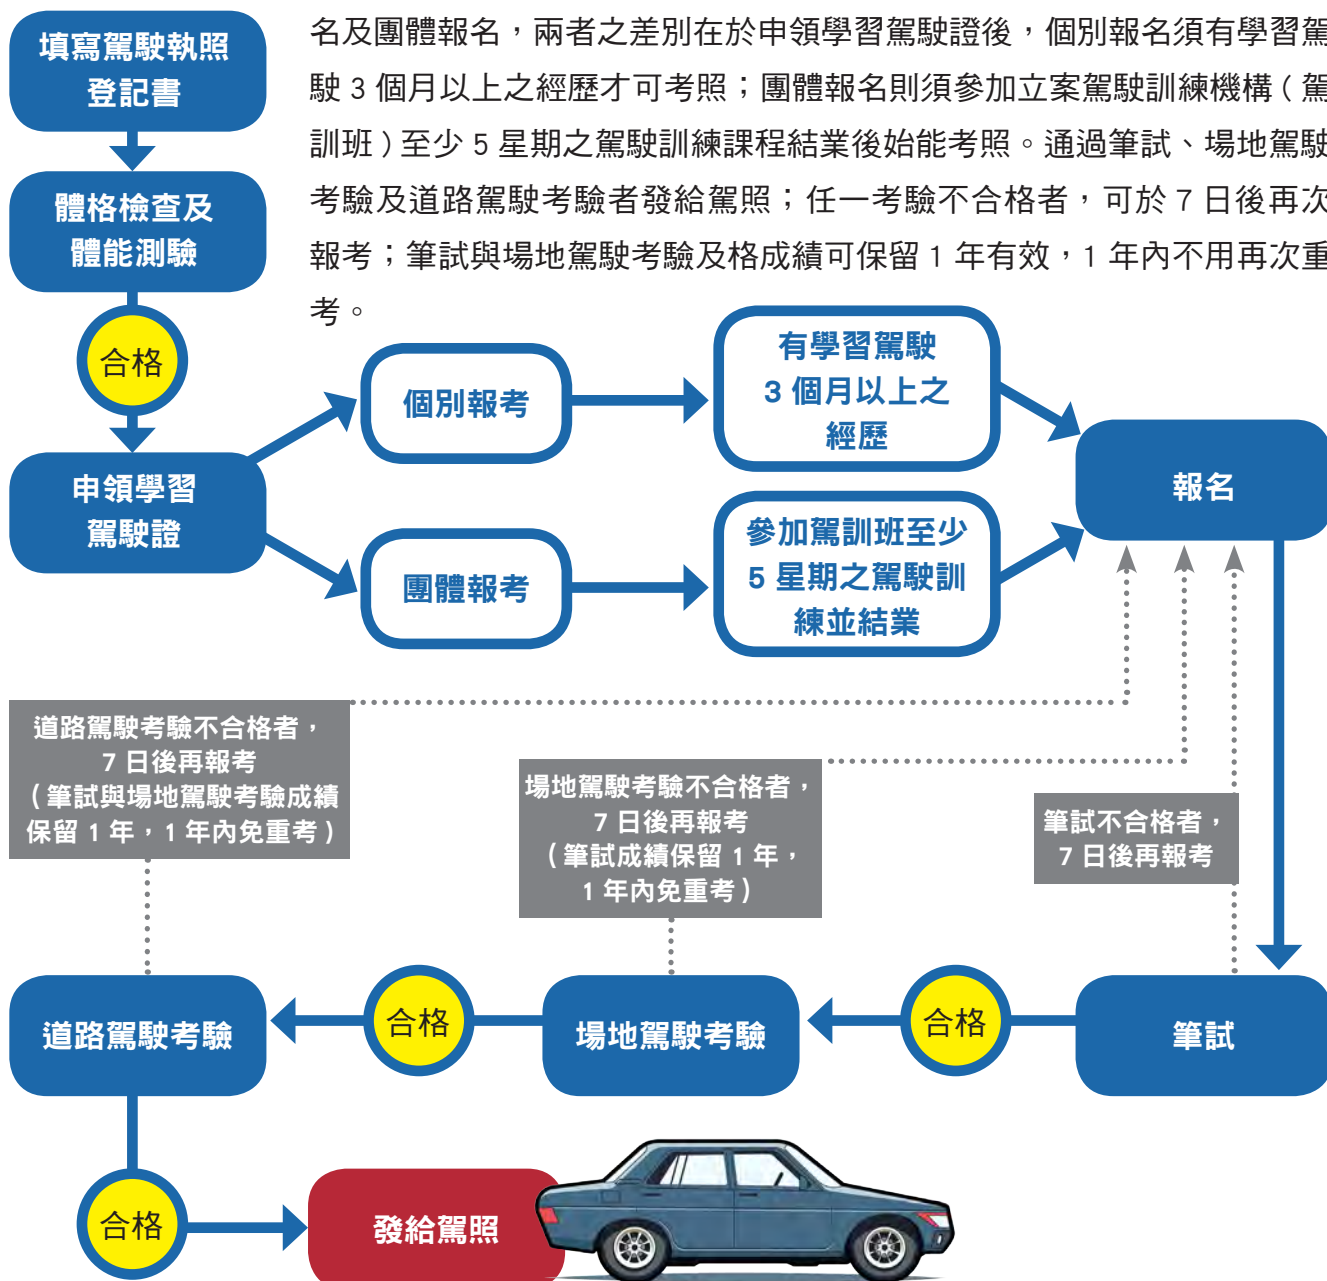 名及團體報名，兩者之差別在於申領學習駕駛證後，個別報名須有學習駕
駛 3 個月以上之經歷才可考照；團體報名則須參加立案駕駛訓練機構（駕
訓班）至少 5 星期之駕駛訓練課程結業後始能考照。通過筆試、場地駕駛
考驗及道路駕駛考驗者發給駕照；任一考驗不合格者，可於 7 日後再次
報考；筆試與場地駕駛考驗及格成績可保留 1 年有效，1 年內不用再次重
考。
填寫駕駛執照
登記書
體格檢查及
體能測驗
合格
申領學習
駕駛證
個別報考
有學習駕駛
3 個月以上之
經歷
團體報考
參加駕訓班至少
5 星期之駕駛訓
練並結業
報名
道路駕駛考驗不合格者，
7 日後再報考
（筆試與場地駕駛考驗成績
保留 1 年，1 年內免重考）
場地駕駛考驗不合格者，
7 日後再報考
（筆試成績保留 1 年，
1 年內免重考）
筆試不合格者，
7 日後再報考
道路駕駛考驗
合格
場地駕駛考驗
合格
筆試
合格
發給駕照